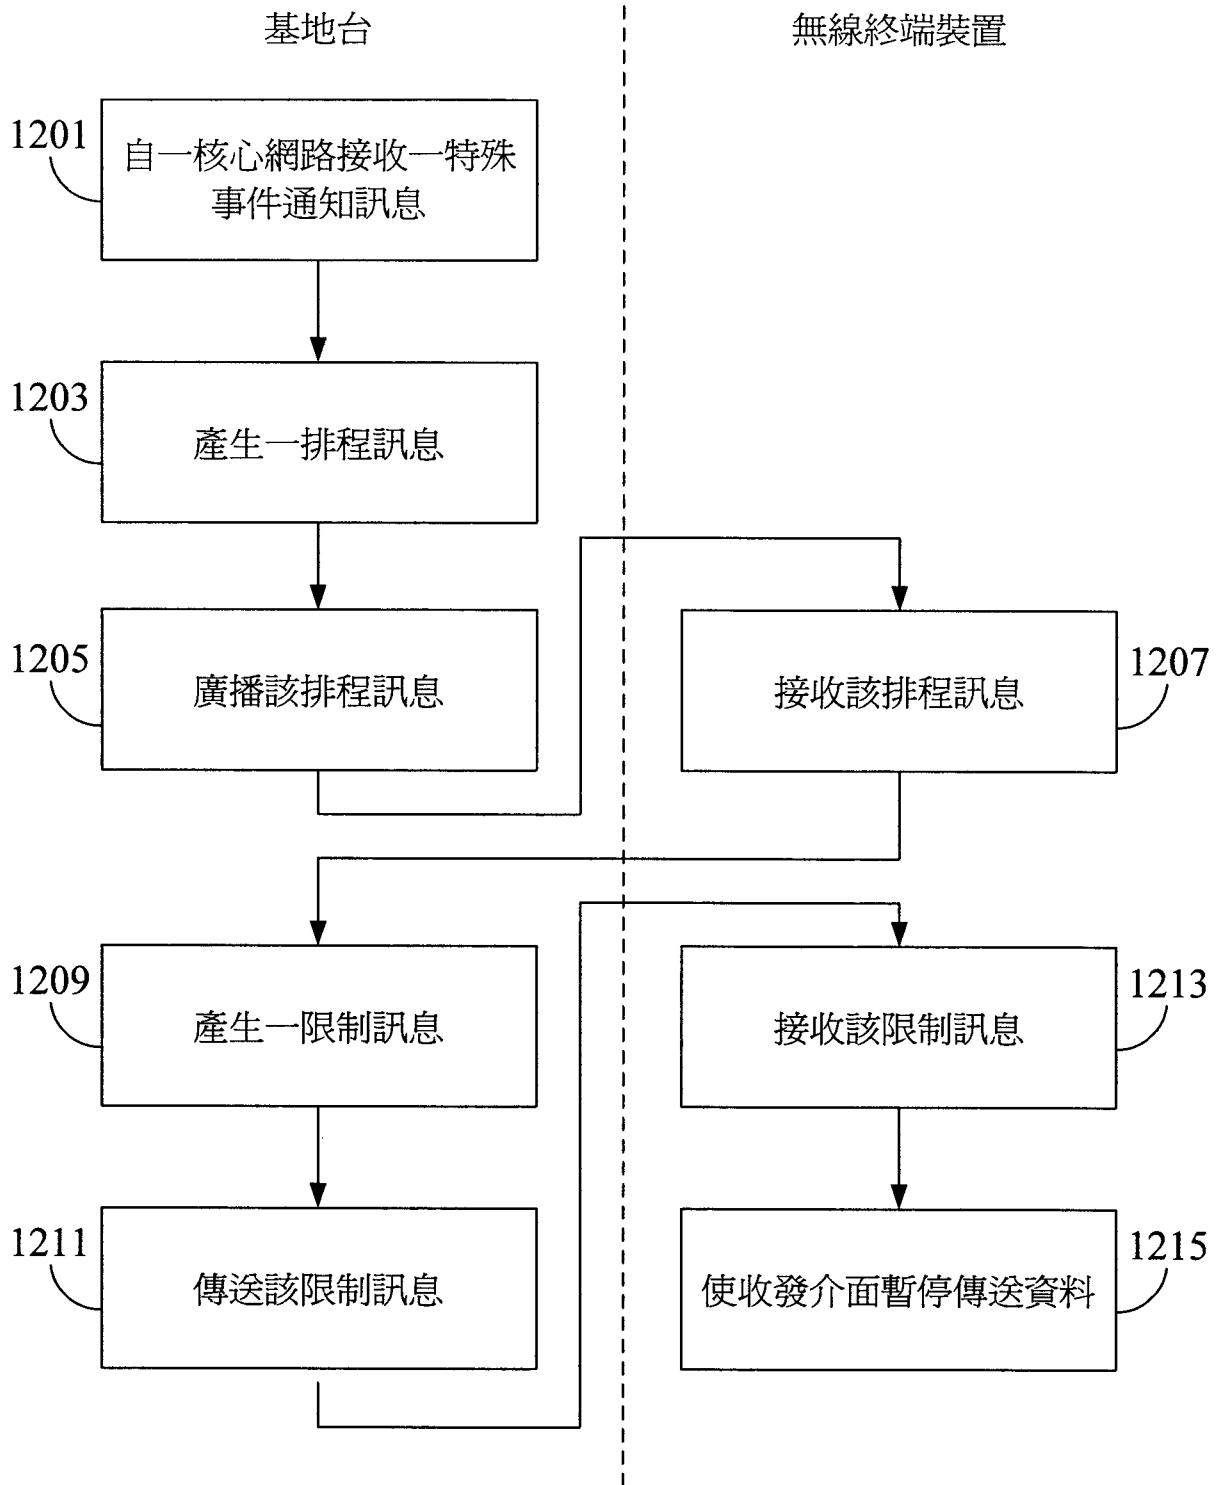 基地台
無線終端裝置
1201
自一核心網路接收一特殊
事件通知訊息
1203
產生一排程訊息
1205
廣播該排程訊息
1207
接收該排程訊息
1209
產生一限制訊息
1213
接收該限制訊息
1211
傳送該限制訊息
1215
使收發介面暫停傳送資料